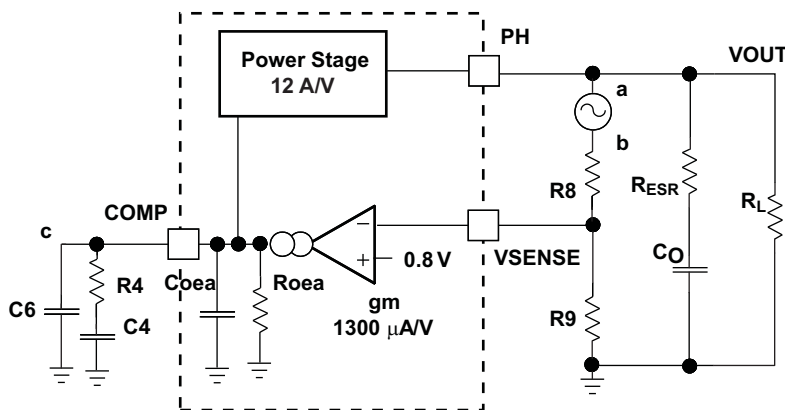 PH
VOUT
Power Stage
12 A/V
a
b
R8
RESR
RL
COMP
c
VSENSE
0.8 V
−
+
Coea
Roea
CO
R4
C6
C4
gm
1300 µA/V
R9